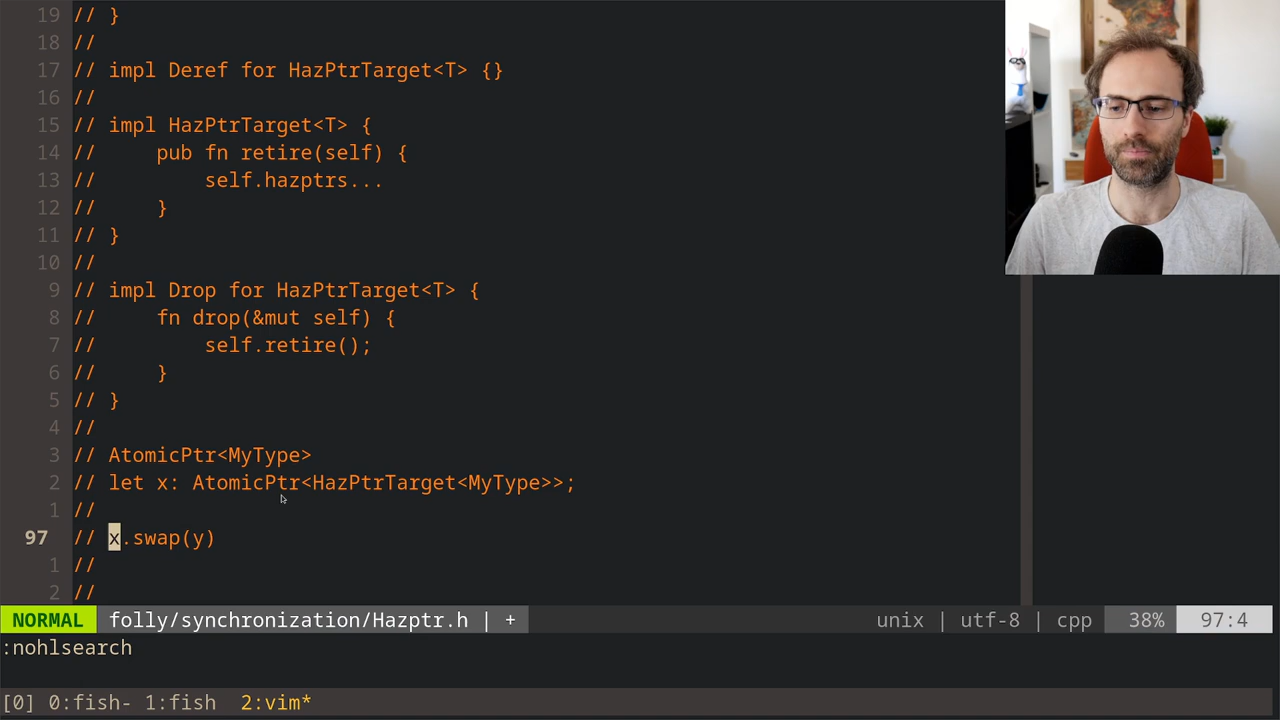 19 // }
18 //
17 // impl Deref for HazPtrTarget<T> {}
16 //
15 // impl HazPtrTarget<T> {
14 //     pub fn retire(self) {
13 //         self.hazptrs...
12 //     }
11 // }
10 //
9 // impl Drop for HazPtrTarget<T> {
8 //     fn drop(&mut self) {
7 //         self.retire();
6 //     }
5 // }
4 //
3 // AtomicPtr<MyType>
2 // let x: AtomicPtr<HazPtrTarget<MyType>>;
1 //
97 // x.swap(y)
1 //
2 //
NORMAL folly/synchronization/Hazptr.h | + unix | utf-8 | cpp 38% 97:4
:nohlsearch
[0] 0:fish- 1:fish 2:vim*